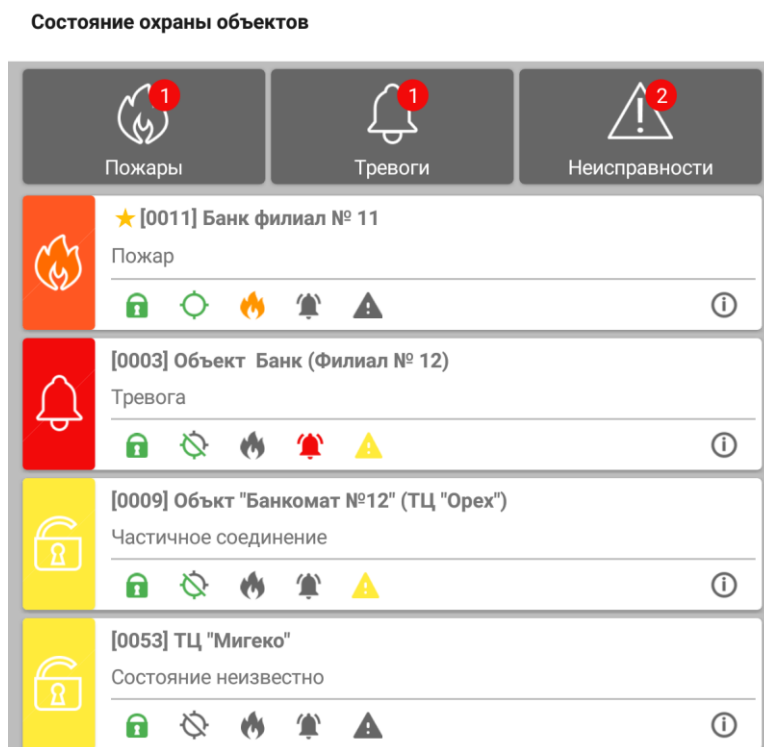 Состояние охраны объектов
1
1
2
Пожары
Тревоги
Неисправности
[0011] Банк филиал № 11
Пожар
[0003] Объект Банк (Филиал № 12)
Тревога
[0009] Объкт "Банкомат №12" (ТЦ "Орех")
Частичное соединение
[0053] ТЦ "Мигеко"
Состояние неизвестно